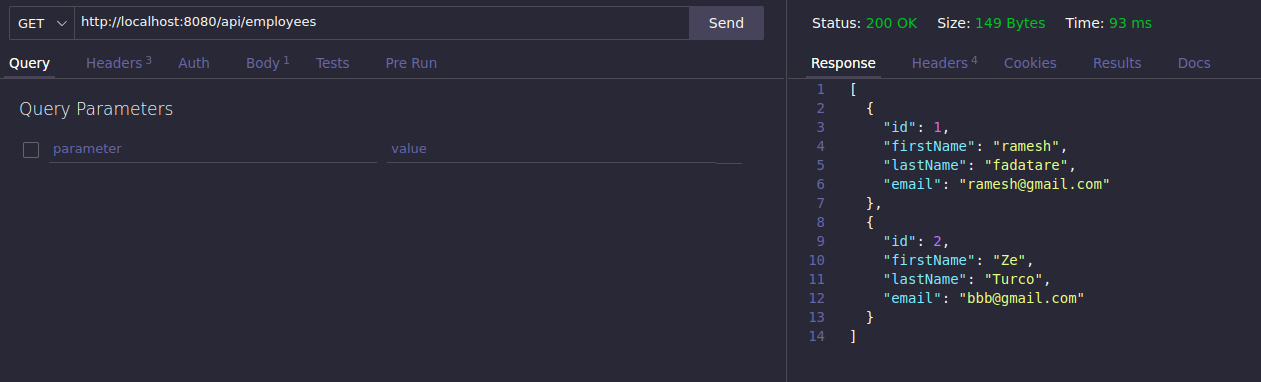 GET http://localhost:8080/api/employees Send
Query Headers 3 Auth Body 1 Tests Pre Run
Query Parameters
parameter value
Status: 200 OK Size: 149 Bytes Time: 93 ms
Response Headers 4 Cookies Results Docs
1 [
2 {
3 "id": 1,
4 "firstName": "ramesh",
5 "lastName": "fadatare",
6 "email": "ramesh@gmail.com"
7 },
8 {
9 "id": 2,
10 "firstName": "Ze",
11 "lastName": "Turco",
12 "email": "bbb@gmail.com"
13 }
14 ]